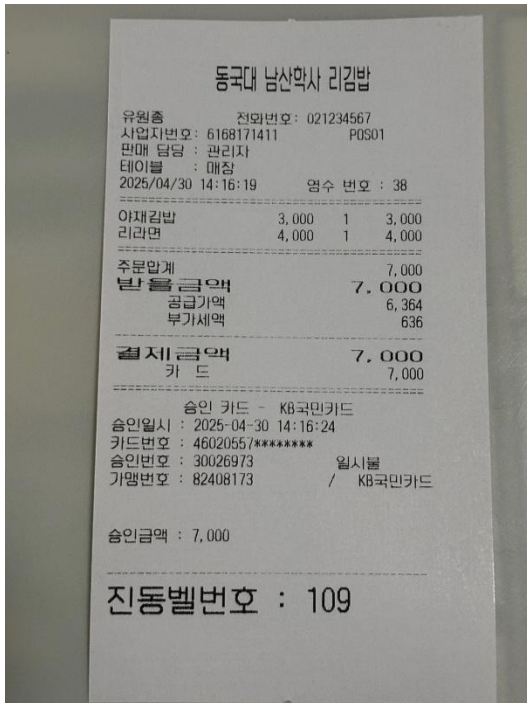 동국대 남산학사 리김밥
유원종 전화번호: 021234567
사업자번호: 6168171411 POS01
판매 담당 : 관리자
테이블 : 매장
2025/04/30 14:16:19 영수 번호 : 38
야채김밥 3,000 1 3,000
리라면 4,000 1 4,000
주문합계 7,000
받을금액 7,000
공급가액 6,364
부가세액 636
결제금액 7,000
카 드 7,000
승인 카드 - KB국민카드
승인일시 : 2025-04-30 14:16:24
카드번호 : 46020557********
승인번호 : 30026973 일시불
가맹번호 : 82408173 / KB국민카드
승인금액 : 7,000
진동벨번호 : 109